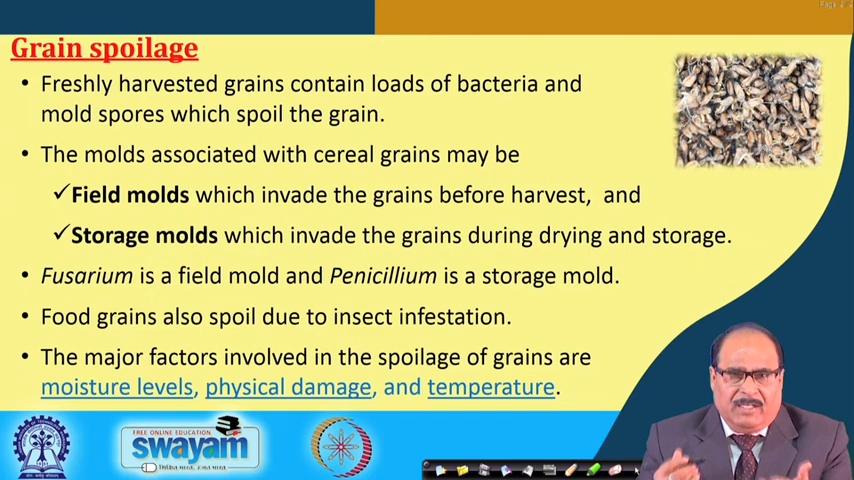 Grain spoilage
• Freshly harvested grains contain loads of bacteria and
mold spores which spoil the grain.
• The molds associated with cereal grains may be
✓Field molds which invade the grains before harvest, and
✓Storage molds which invade the grains during drying and storage.
• Fusarium is a field mold and Penicillium is a storage mold.
• Food grains also spoil due to insect infestation.
• The major factors involved in the spoilage of grains are
moisture levels, physical damage, and temperature.
FREE ONLINE EDUCATION
swayam